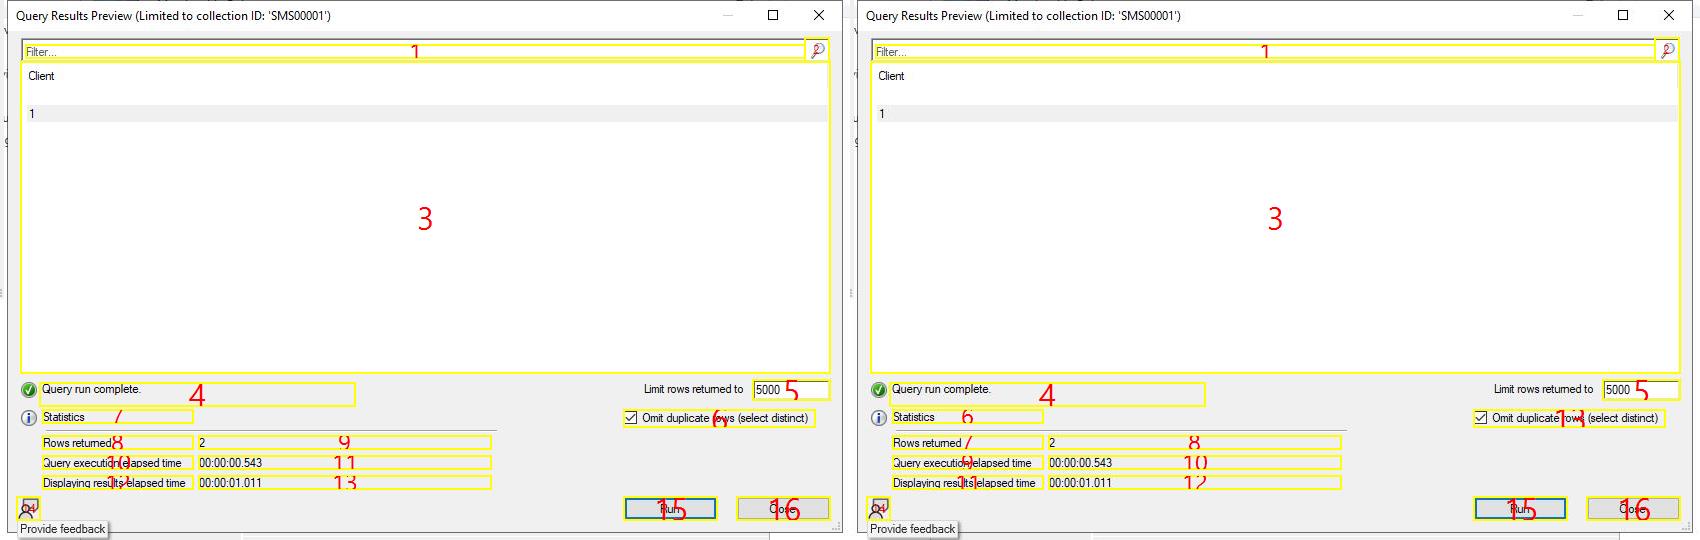 Query Results Preview (Limited to collection ID: 'SMS00001')
Filter... 1 2
Client
1
3
Query run complete. 4 Limit rows returned to 5000 5
Statistics 7 Omit duplicate rows (select distinct) 6
Rows returned 8 2 9
Query execution elapsed time 10 00:00:00.543 11
Displaying results elapsed time 12 00:00:01.011 13
14 Run 15 Close 16
Provide feedback
Query Results Preview (Limited to collection ID: 'SMS00001')
Filter... 1 2
Client
1
3
Query run complete. 4 Limit rows returned to 5000 5
Statistics 6 Omit duplicate rows (select distinct) 13
Rows returned 7 2 8
Query execution elapsed time 9 00:00:00.543 10
Displaying results elapsed time 11 00:00:01.011 12
14 Run 15 Close 16
Provide feedback